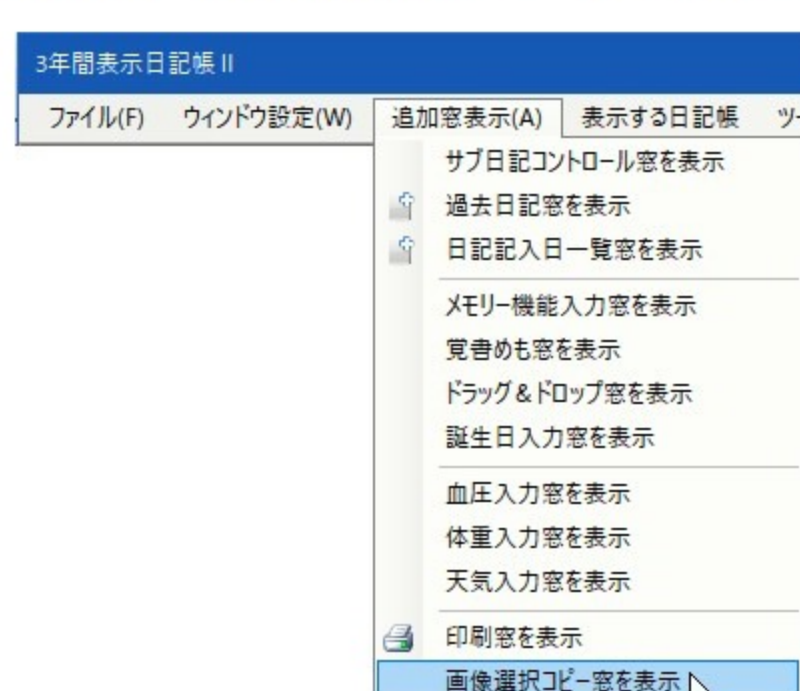 3年間表示日記帳 II
ファイル(F) ウィンドウ設定(W) 追加窓表示(A) 表示する日記帳
サブ日記コントロール窓を表示
過去日記窓を表示
日記記入日一覧窓を表示
メモリー機能入力窓を表示
覚書めも窓を表示
ドラッグ&ドロップ窓を表示
誕生日入力窓を表示
血圧入力窓を表示
体重入力窓を表示
天気入力窓を表示
印刷窓を表示
画像選択コピー窓を表示